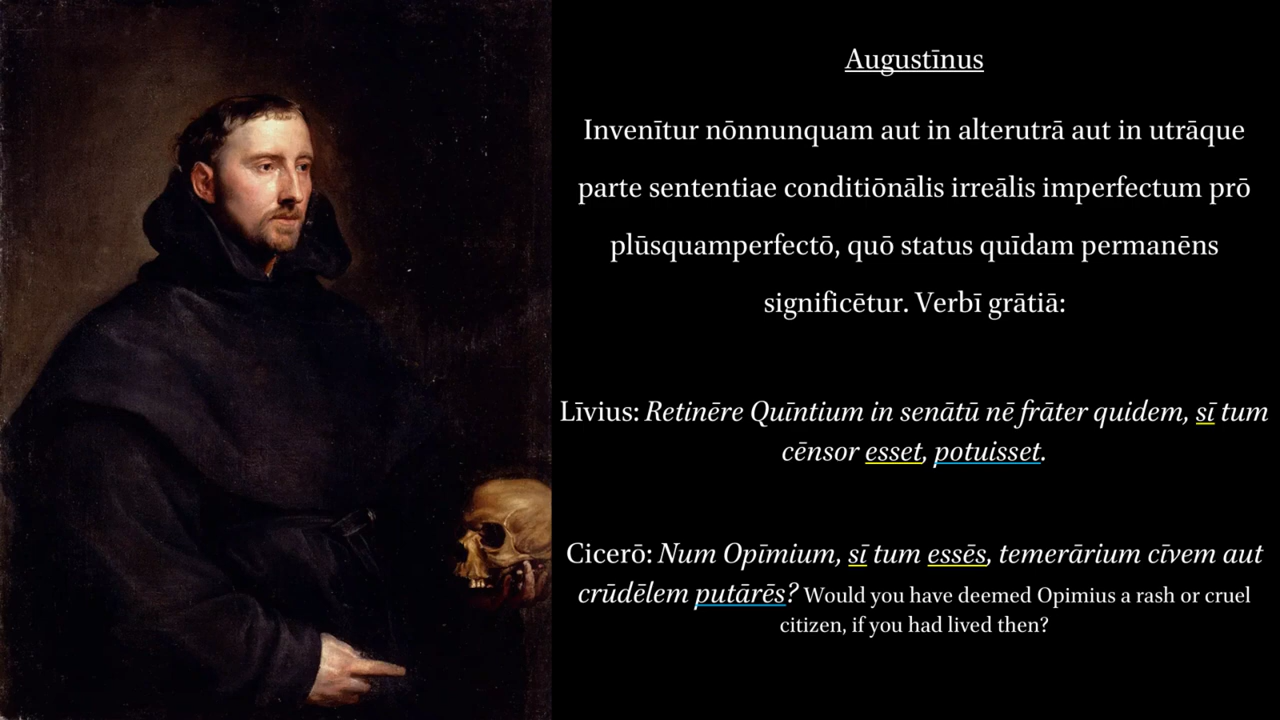 Augustīnus
Invenītur nōnnunquam aut in alterutrā aut in utrāque
parte sententiae conditiōnālis irreālis imperfectum prō
plūsquamperfectō, quō status quīdam permanēns
significētur. Verbī grātiā:
Līvius: Retinēre Quīntium in senātū nē frāter quidem, sī tum
cēnsor esset, potuisset.
Cicerō: Num Opīmium, sī tum essēs, temerārium cīvem aut
crūdēlem putārēs? Would you have deemed Opimius a rash or cruel
citizen, if you had lived then?